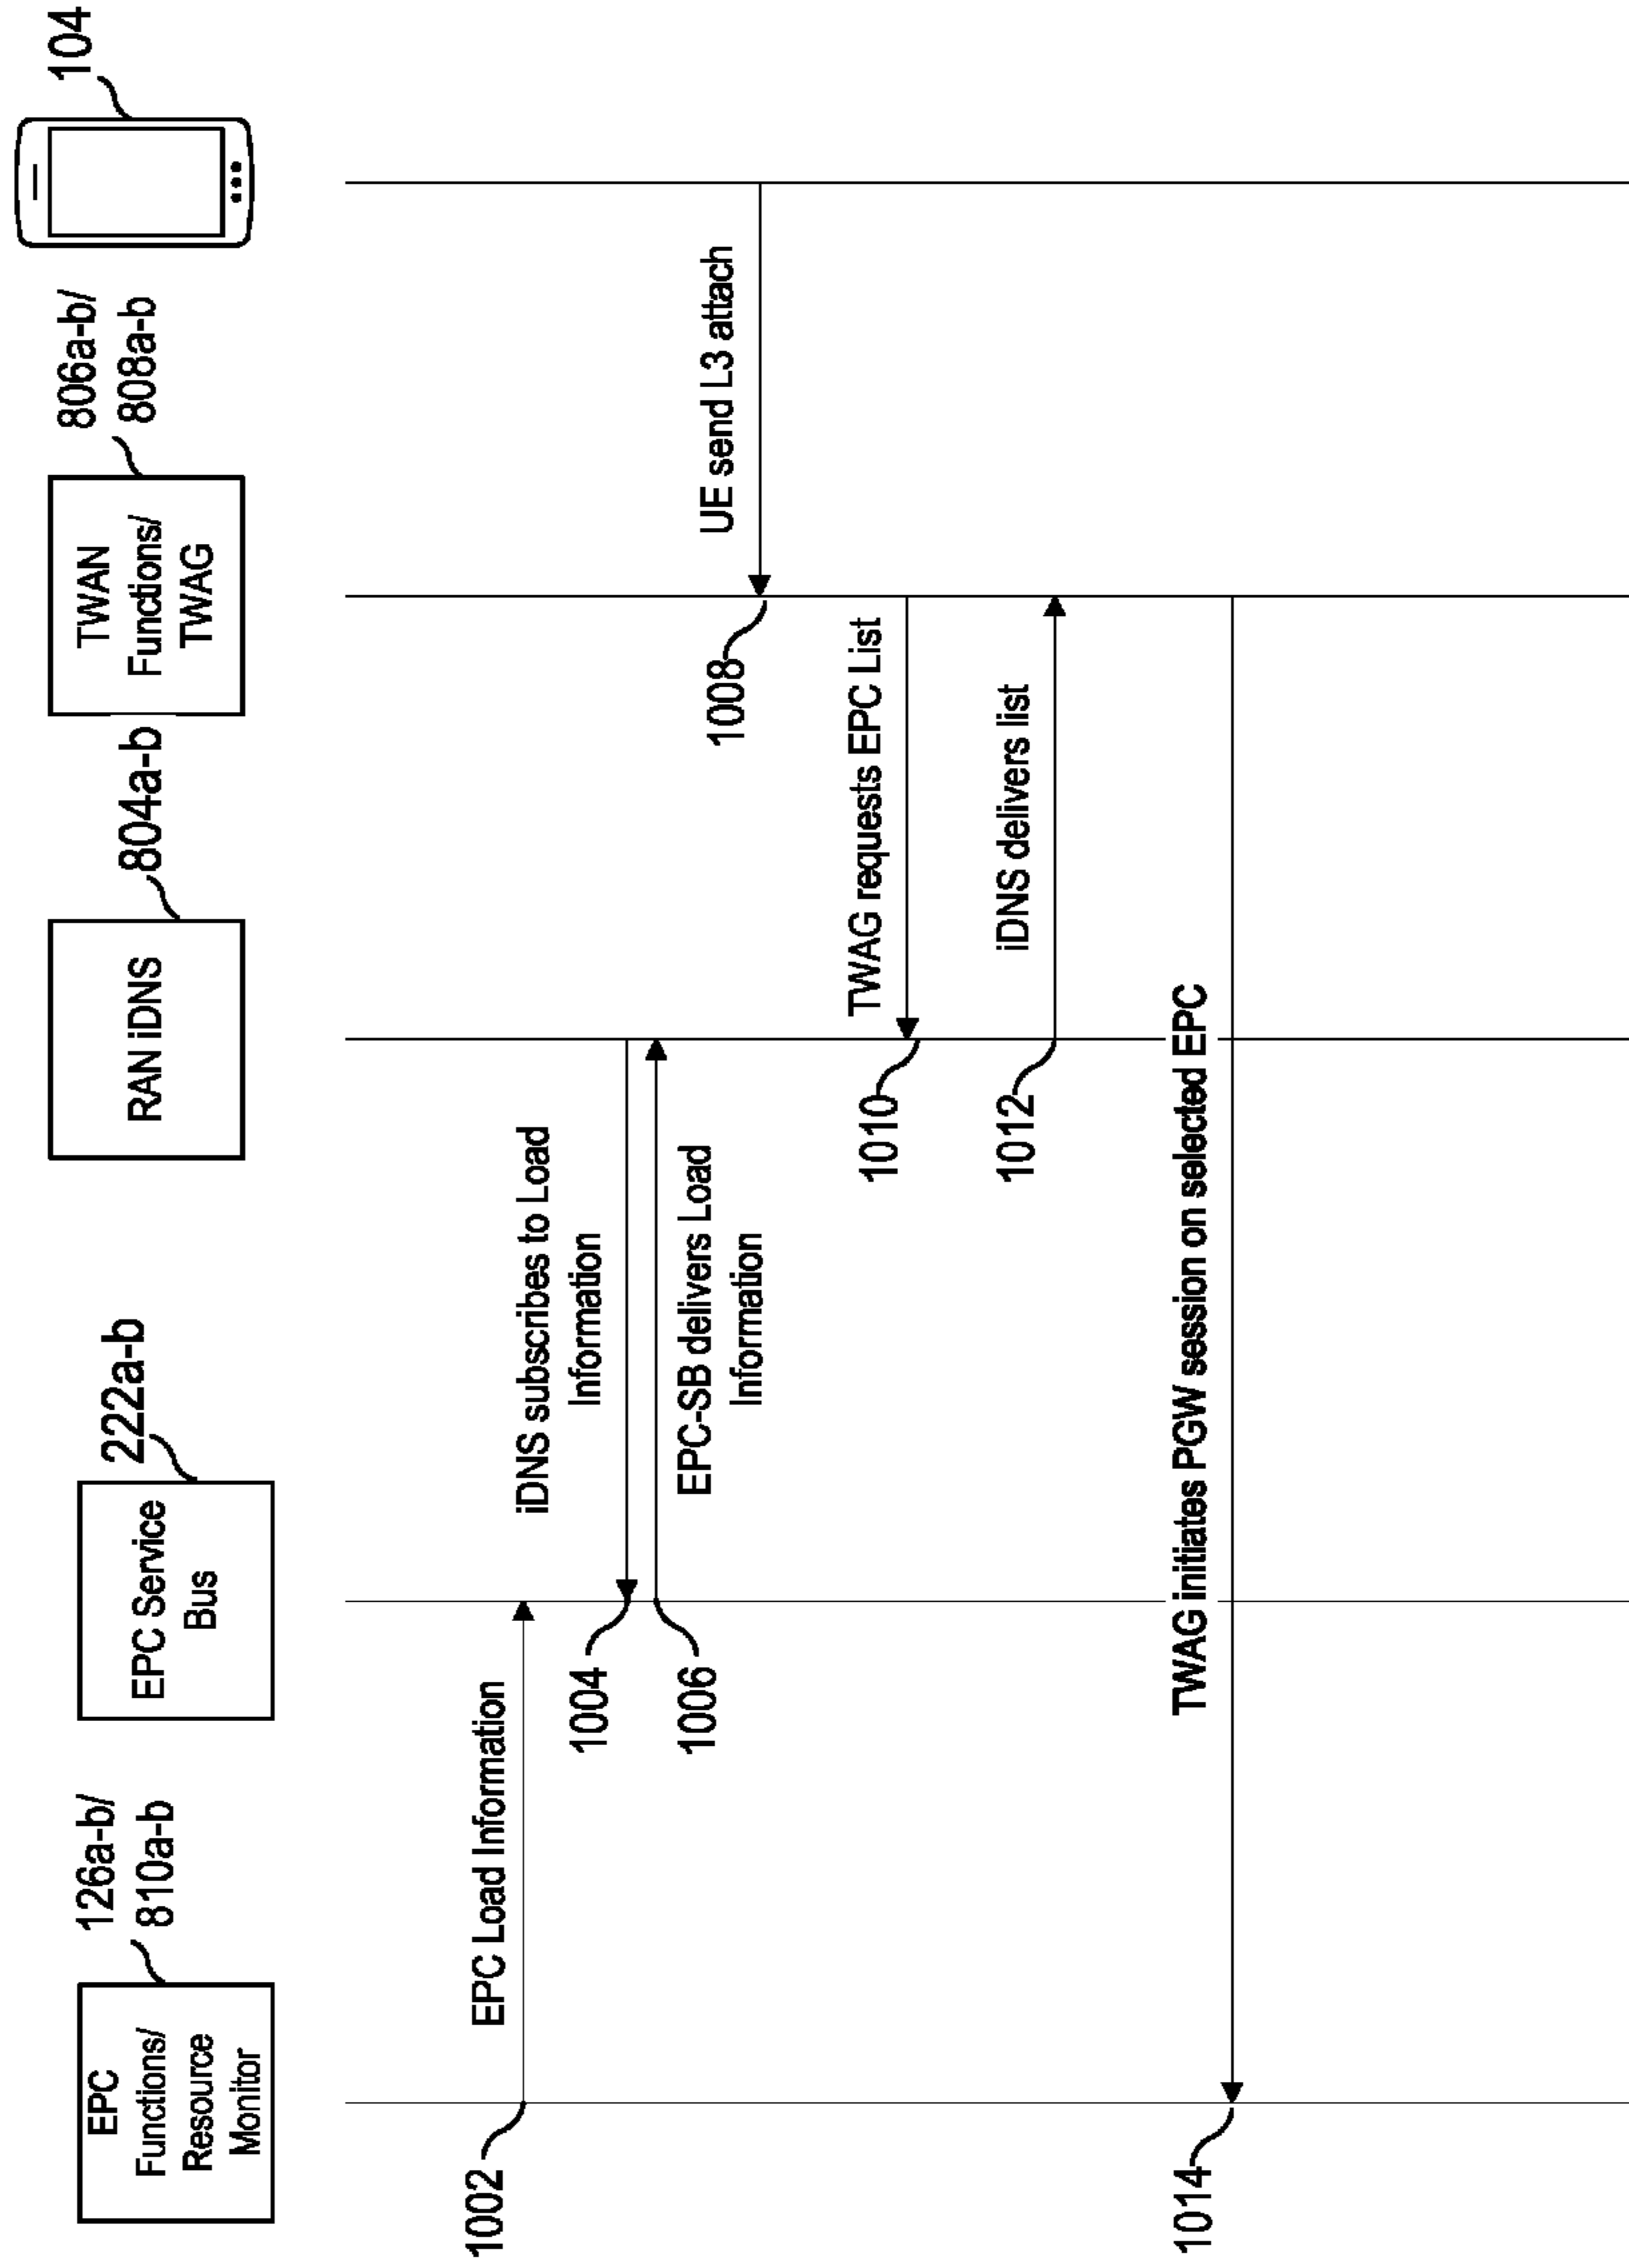 EPC
Functions/
Resource
Monitor
126a-b/
810a-b
EPC Service
Bus
222a-b
RAN iDNS
804a-b
TWAN
Functions/
TWAG
806a-b/
808a-b
104
EPC Load Information
1002
iDNS subscribes to Load
Information
1004
EPC-SB delivers Load
Information
1006
UE send L3 attach
1008
TWAG requests EPC List
1010
iDNS delivers list
1012
TWAG initiates PGW session on selected EPC
1014